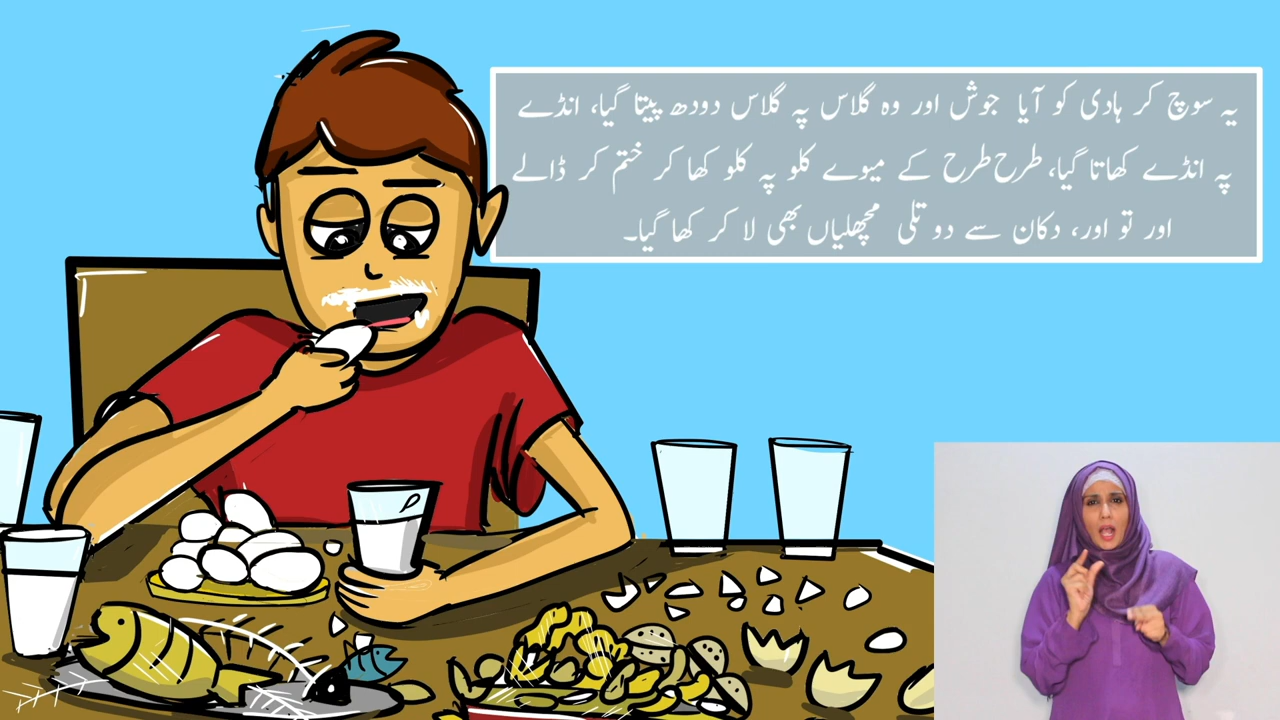 یہ سوچ کر ہادی کو آیا جوش اور وہ گلاس پہ گلاس دودھ پیتا گیا، انڈے
پہ انڈے کھاتا گیا، طرح طرح کے میوے کلو پہ کلو کھا کر ختم کر ڈالے
اور تو اور، دکان سے دو تلی مچھلیاں بھی لا کر کھا گیا۔